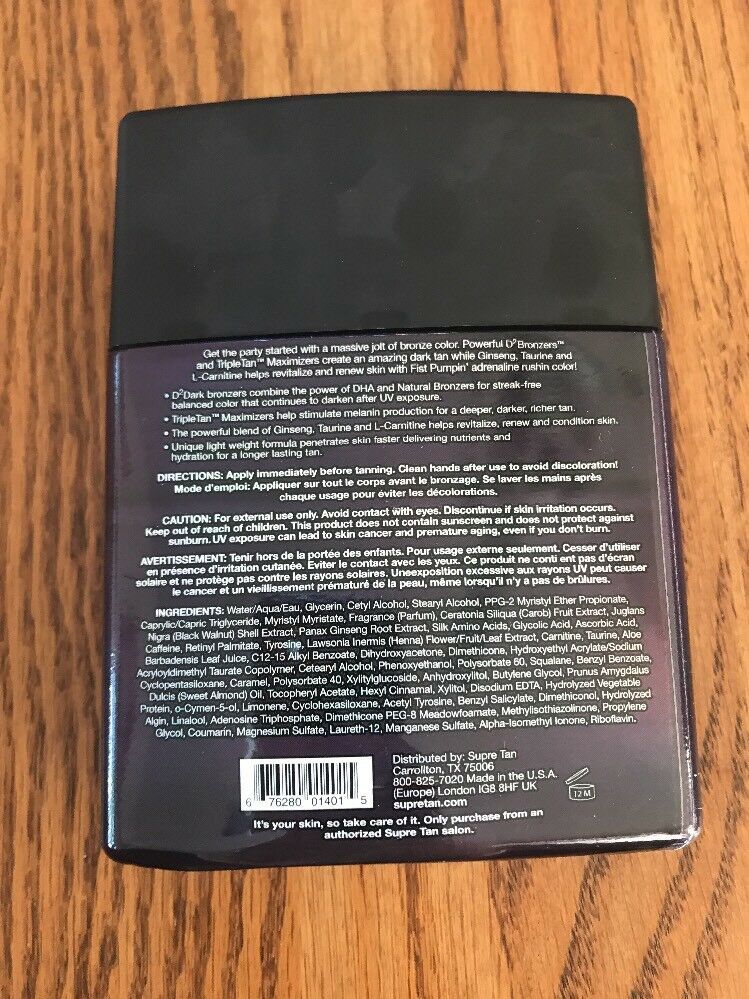 Get the party started with a massive jolt of bronze color. Powerful D²Bronzers™
and TripleTan™ Maximizers create an amazing dark tan while Ginseng, Taurine and
L-Carnitine helps revitalize and renew skin with Fist Pumpin' adrenaline rushin color!
• D²Dark bronzers combine the power of DHA and Natural Bronzers for streak-free
balanced color that continues to darken after UV exposure.
• TripleTan™ Maximizers help stimulate melanin production for a deeper, darker, richer tan.
• The powerful blend of Ginseng, Taurine and L-Carnitine helps revitalize, renew and condition skin.
• Unique light weight formula penetrates skin faster delivering nutrients and
hydration for a longer lasting tan.
DIRECTIONS: Apply immediately before tanning. Clean hands after use to avoid discoloration!
Mode d'emploi: Appliquer sur tout le corps avant le bronzage. Se laver les mains après
chaque usage pour éviter les décolorations.
CAUTION: For external use only. Avoid contact with eyes. Discontinue if skin irritation occurs.
Keep out of reach of children. This product does not contain sunscreen and does not protect against
sunburn. UV exposure can lead to skin cancer and premature aging, even if you don't burn.
AVERTISSEMENT: Tenir hors de la portée des enfants. Pour usage externe seulement. Cesser d'utiliser
en présence d'irritation cutanée. Eviter le contact avec les yeux. Ce produit ne conti ent pas d'écran
solaire et ne protège pas contre les rayons solaires. Uneexposition excessive aux rayons UV peut causer
le cancer et un vieillissement prématuré de la peau, même lorsqu'il n'y a pas de brûlures.
INGREDIENTS: Water/Aqua/Eau, Glycerin, Cetyl Alcohol, Stearyl Alcohol, PPG-2 Myristyl Ether Propionate,
Caprylic/Capric Triglyceride, Myristyl Myristate, Fragrance (Parfum), Ceratonia Siliqua (Carob) Fruit Extract, Juglans
Nigra (Black Walnut) Shell Extract, Panax Ginseng Root Extract, Silk Amino Acids, Glycolic Acid, Ascorbic Acid,
Caffeine, Retinyl Palmitate, Tyrosine, Lawsonia Inermis (Henna) Flower/Fruit/Leaf Extract, Carnitine, Taurine, Aloe
Barbadensis Leaf Juice, C12-15 Alkyl Benzoate, Dihydroxyacetone, Dimethicone, Hydroxyethyl Acrylate/Sodium
Acryloyldimethyl Taurate Copolymer, Cetearyl Alcohol, Phenoxyethanol, Polysorbate 60, Squalane, Benzyl Benzoate,
Cyclopentasiloxane, Caramel, Polysorbate 40, Xylitylglucoside, Anhydroxylitol, Butylene Glycol, Prunus Amygdalus
Dulcis (Sweet Almond) Oil, Tocopheryl Acetate, Hexyl Cinnamal, Xylitol, Disodium EDTA, Hydrolyzed Vegetable
Protein, o-Cymen-5-ol, Limonene, Cyclohexasiloxane, Acetyl Tyrosine, Benzyl Salicylate, Dimethiconol, Hydrolyzed
Algin, Linalool, Adenosine Triphosphate, Dimethicone PEG-8 Meadowfoamate, Methylisothiazolinone, Propylene
Glycol, Coumarin, Magnesium Sulfate, Laureth-12, Manganese Sulfate, Alpha-Isomethyl Ionone, Riboflavin.
6 76280 01401 5
Distributed by: Supre Tan
Carrollton, TX 75006
800-825-7020 Made in the U.S.A.
(Europe) London IG8 8HF UK
supretan.com
12 M
It's your skin, so take care of it. Only purchase from an
authorized Supre Tan salon.